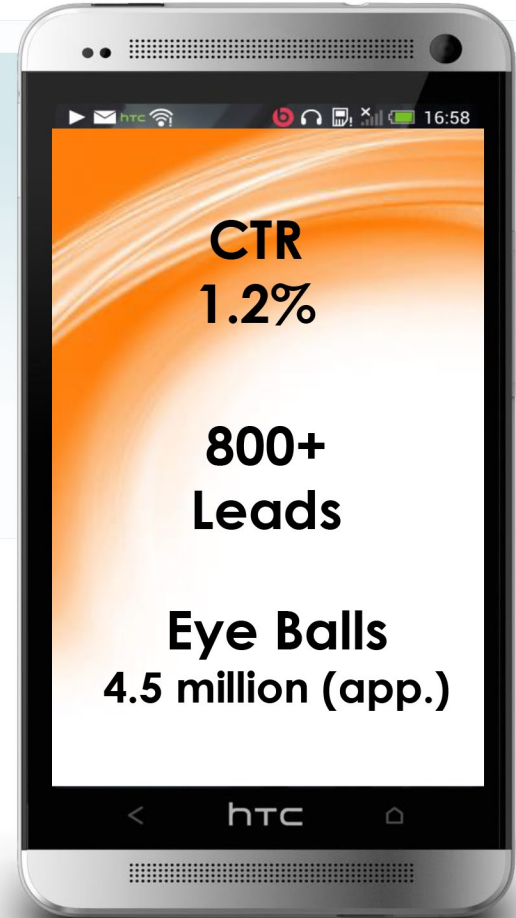 htc 16:58
CTR
1.2%
800+
Leads
Eye Balls
4.5 million (app.)
hTC